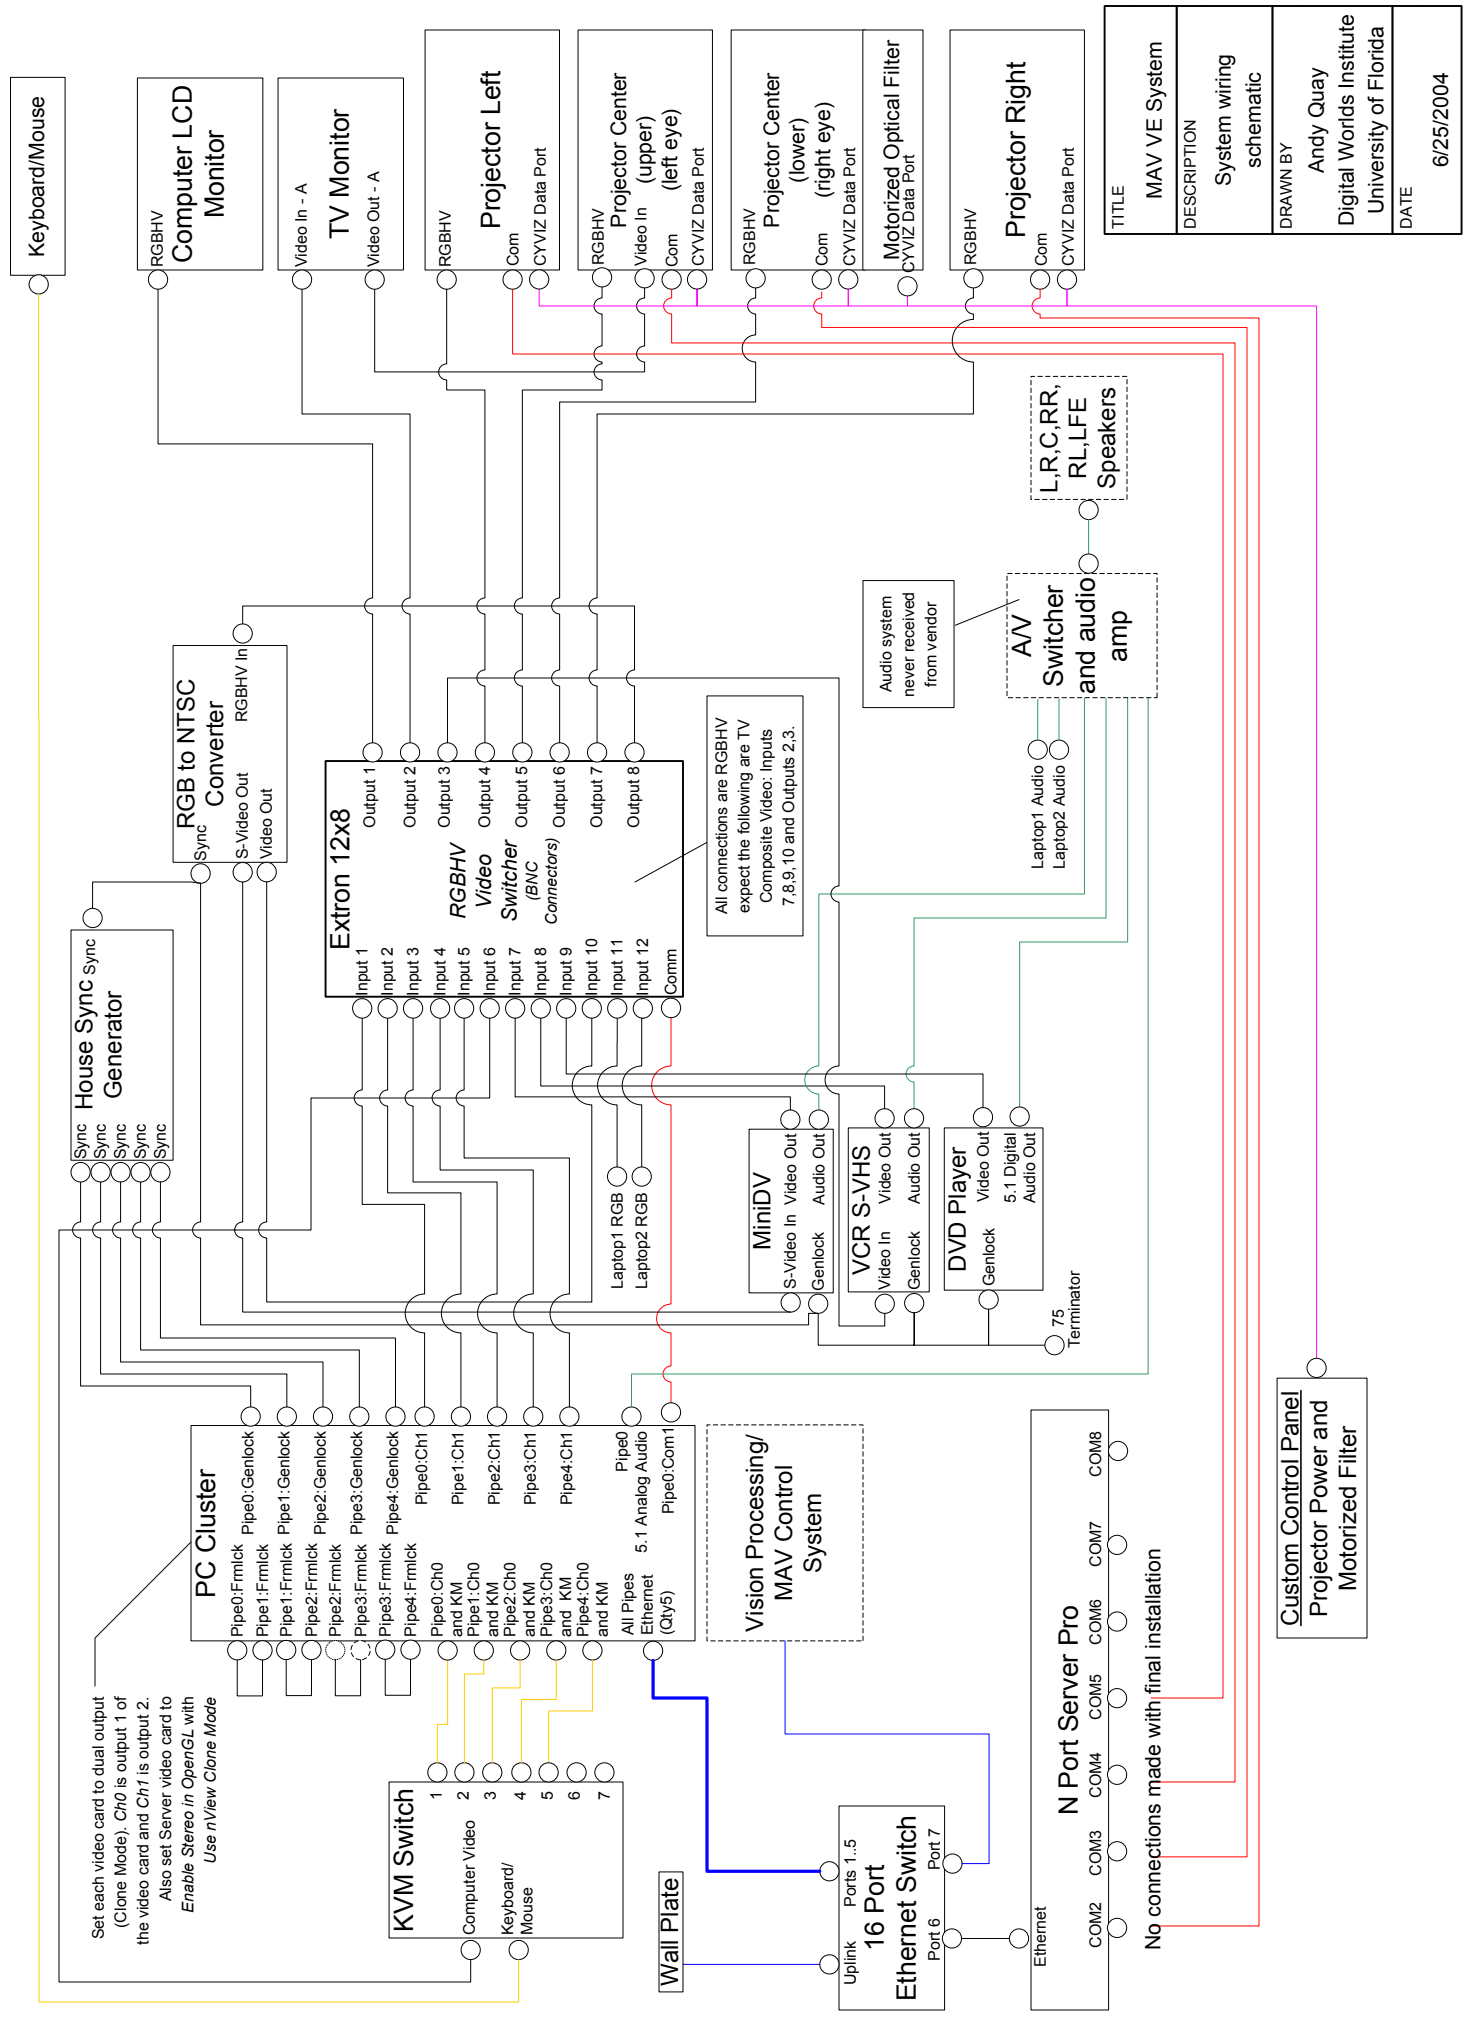 Set each video card to dual output
(Clone Mode). Ch0 is output 1 of
the video card and Ch1 is output 2.
Also set Server video card to
Enable Stereo in OpenGL with
Use nView Clone Mode
KVM Switch
1
2
3
4
5
6
7
Computer Video
Keyboard/
Mouse
Wall Plate
16 Port
Ethernet Switch
Uplink
Ports 1..5
Port 6
Port 7
N Port Server Pro
Ethernet
COM2
COM3
COM4
COM5
COM6
COM7
COM8
No connections made with final installation
PC Cluster
Pipe0:Frmlck
Pipe1:Frmlck
Pipe1:Frmlck
Pipe2:Frmlck
Pipe2:Frmlck
Pipe3:Frmlck
Pipe3:Frmlck
Pipe4:Frmlck
Pipe0:Ch0
and KM
Pipe1:Ch0
and KM
Pipe2:Ch0
and KM
Pipe3:Ch0
and KM
Pipe4:Ch0
and KM
All Pipes
Ethernet
(Qty5)
Pipe0:Genlock
Pipe1:Genlock
Pipe2:Genlock
Pipe3:Genlock
Pipe4:Genlock
Pipe0:Ch1
Pipe1:Ch1
Pipe2:Ch1
Pipe3:Ch1
Pipe4:Ch1
Pipe0
5.1 Analog Audio
Pipe0:Com1
Vision Processing/
MAV Control
System
Custom Control Panel
Projector Power and
Motorized Filter
House Sync
Generator
Sync
Sync
Sync
Sync
Sync
Sync
RGB to NTSC
Converter
Sync
S-Video Out
Video Out
RGBHV In
Laptop1 RGB
Laptop2 RGB
MiniDV
S-Video In
Video Out
Genlock
Audio Out
VCR S-VHS
Video In
Video Out
Genlock
Audio Out
DVD Player
Video Out
Genlock
5.1 Digital
Audio Out
75
Terminator
Extron 12x8
RGBHV
Video
Switcher
(BNC
Connectors)
Input 1
Input 2
Input 3
Input 4
Input 5
Input 6
Input 7
Input 8
Input 9
Input 10
Input 11
Input 12
Comm
Output 1
Output 2
Output 3
Output 4
Output 5
Output 6
Output 7
Output 8
All connections are RGBHV
expect the following are TV
Composite Video: Inputs
7,8,9,10 and Outputs 2,3.
Audio system
never received
from vendor
Laptop1 Audio
Laptop2 Audio
A/V
Switcher
and audio
amp
L,R,C,RR,
RL,LFE
Speakers
Keyboard/Mouse
RGBHV
Computer LCD
Monitor
Video In - A
TV Monitor
Video Out - A
RGBHV
Projector Left
Com
CYVIZ Data Port
RGBHV
Projector Center
(upper)
Video In
(left eye)
Com
CYVIZ Data Port
RGBHV
Projector Center
(lower)
(right eye)
Com
CYVIZ Data Port
Motorized Optical Filter
CYVIZ Data Port
RGBHV
Projector Right
Com
CYVIZ Data Port
TITLE
MAV VE System
DESCRIPTION
System wiring
schematic
DRAWN BY
Andy Quay
Digital Worlds Institute
University of Florida
DATE
6/25/2004